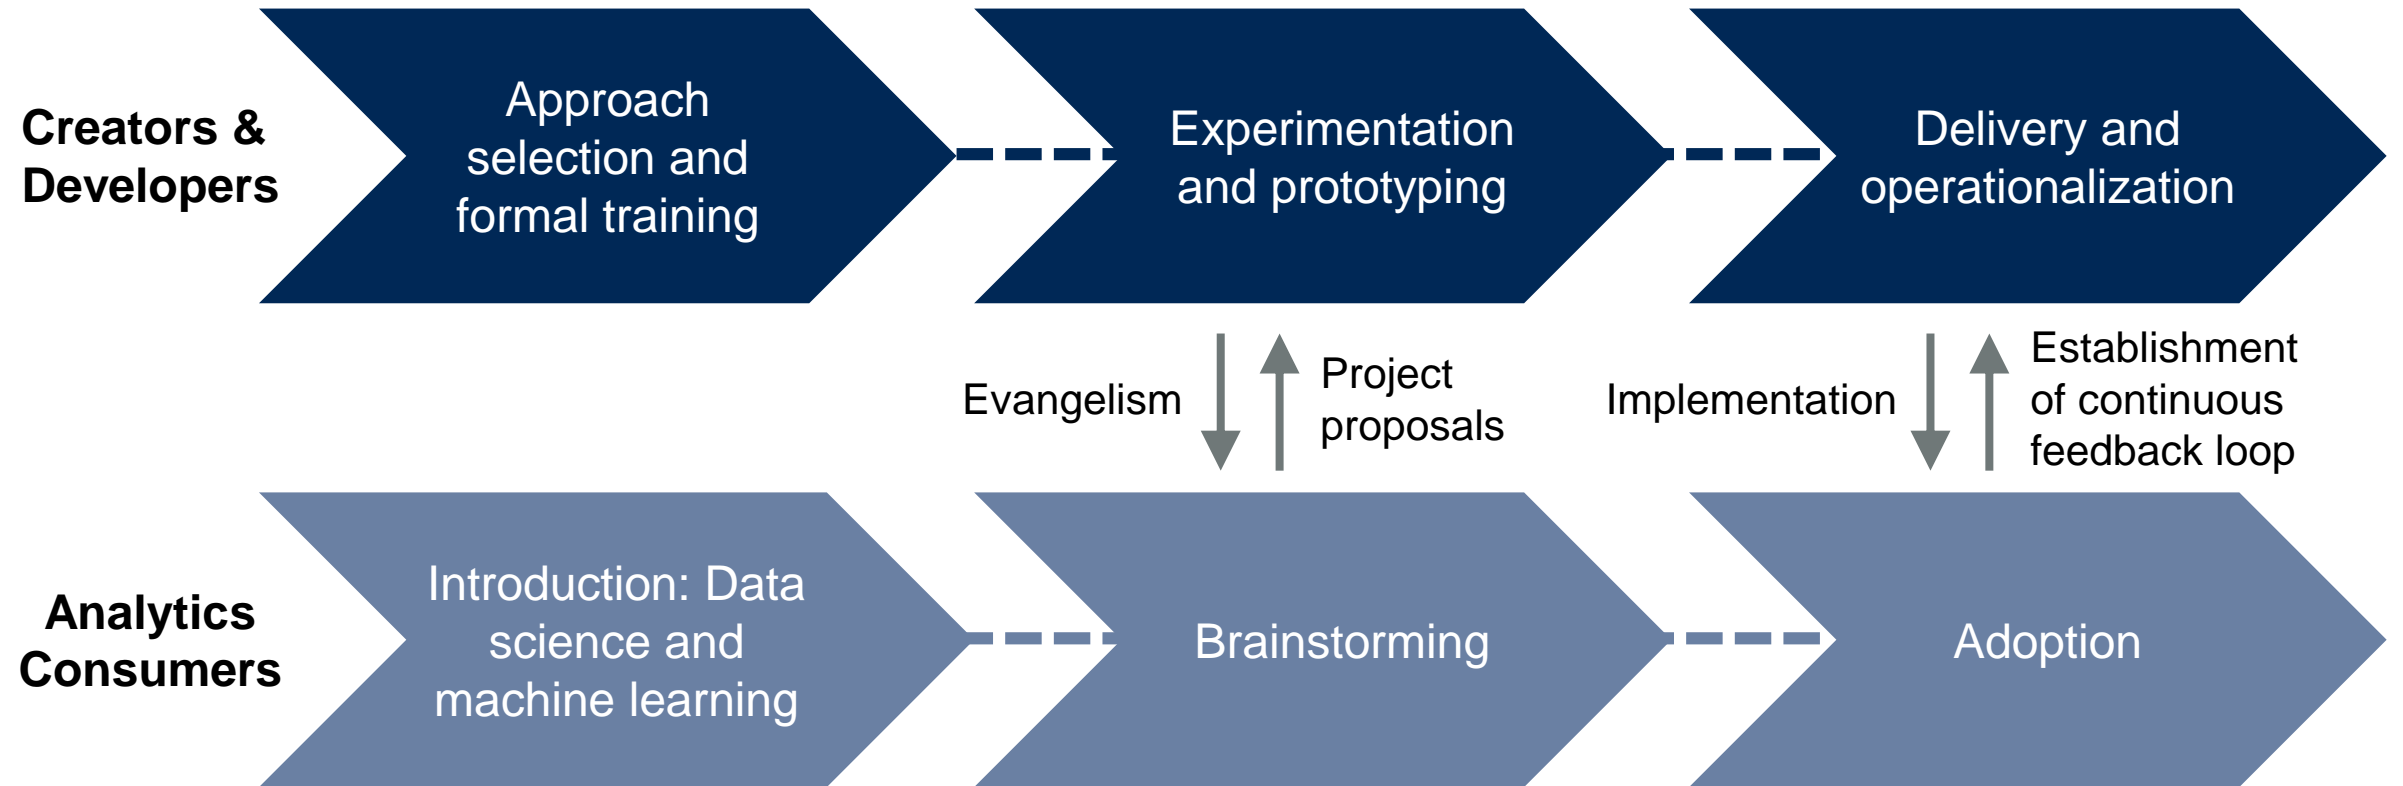 Creators &
Developers
Approach
selection and
formal training
Experimentation
and prototyping
Delivery and
operationalization
Evangelism
Project
proposals
Implementation
Establishment
of continuous
feedback loop
Analytics
Consumers
Introduction: Data
science and
machine learning
Brainstorming
Adoption